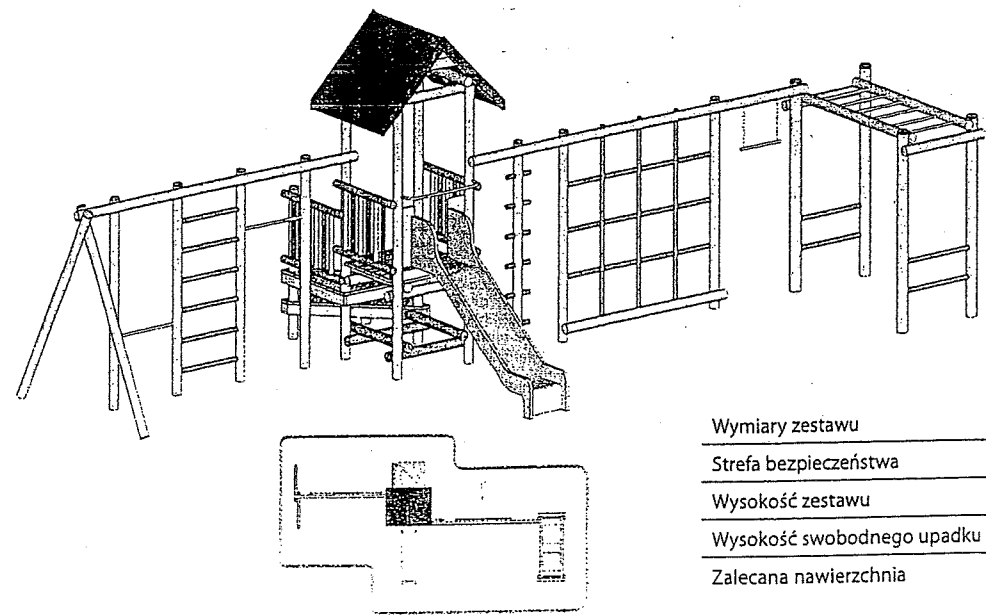 Wymiary zestawu
Strefa bezpieczeństwa
Wysokość zestawu
Wysokość swobodnego upadku
Zalecana nawierzchnia